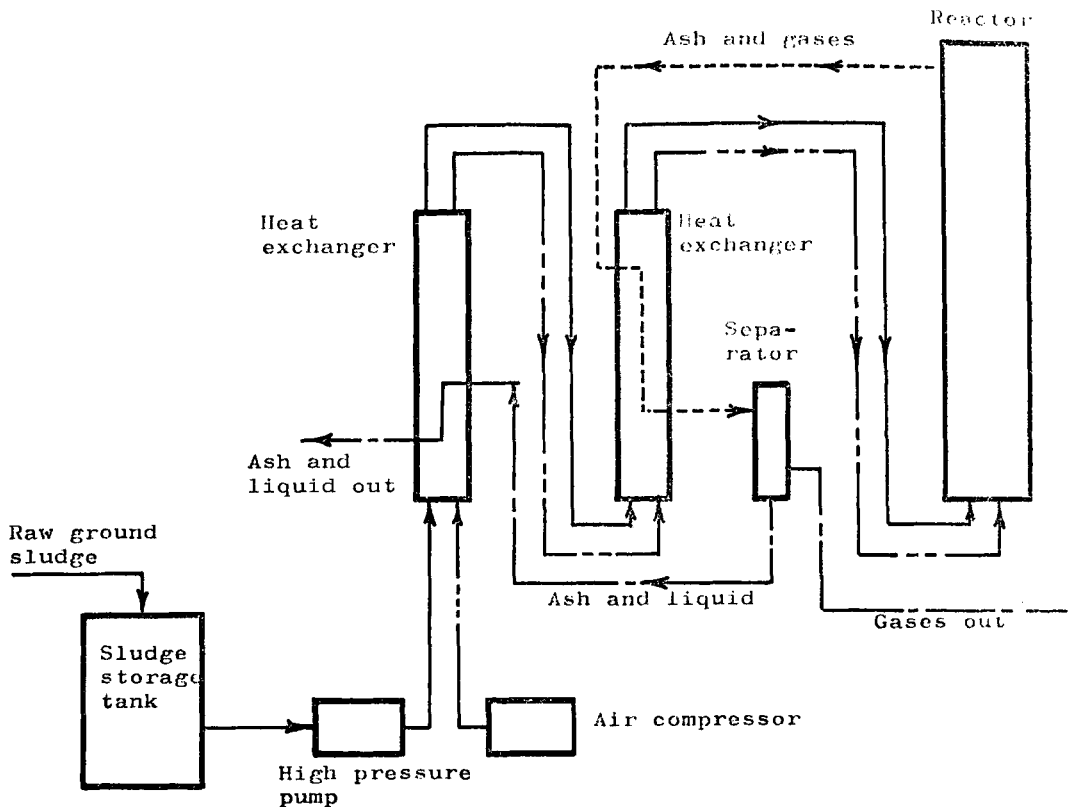 Reactor
Ash and gases
Heat
exchanger
Heat
exchanger
Sepa-
rator
Ash and
liquid out
Raw ground
sludge
Ash and liquid
Gases out
Sludge
storage
tank
Air compressor
High pressure
pump